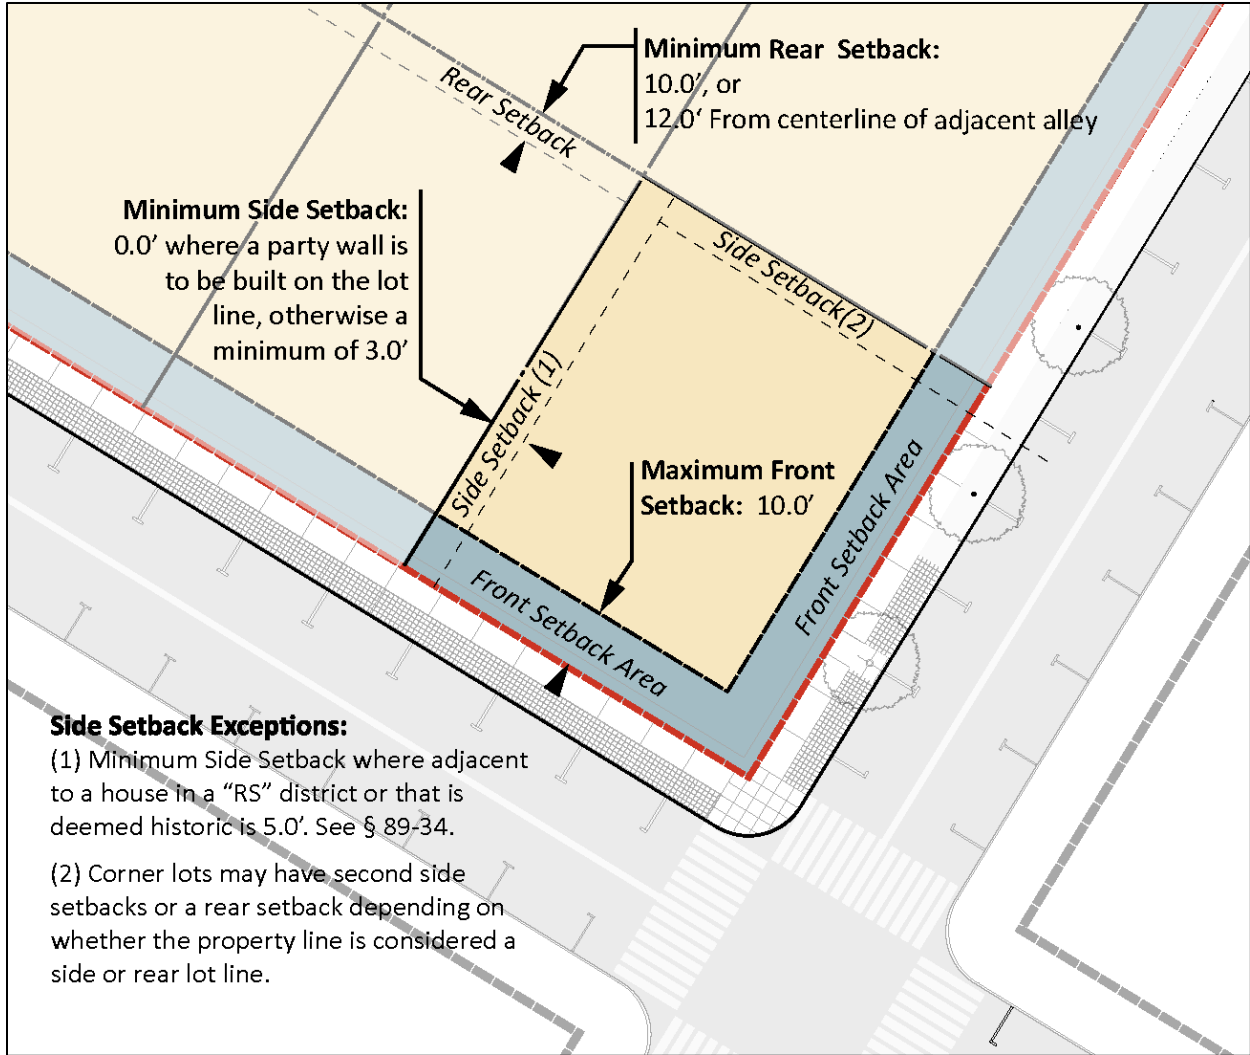 Minimum Rear Setback:
10.0', or
12.0' From centerline of adjacent alley
Rear Setback
Minimum Side Setback:
0.0' where a party wall is
to be built on the lot
line, otherwise a
minimum of 3.0'
Side Setback(2)
Side Setback (1)
Maximum Front
Setback: 10.0'
Front Setback Area
Front Setback Area
Side Setback Exceptions:
(1) Minimum Side Setback where adjacent
to a house in a “RS” district or that is
deemed historic is 5.0'. See § 89-34.
(2) Corner lots may have second side
setbacks or a rear setback depending on
whether the property line is considered a
side or rear lot line.